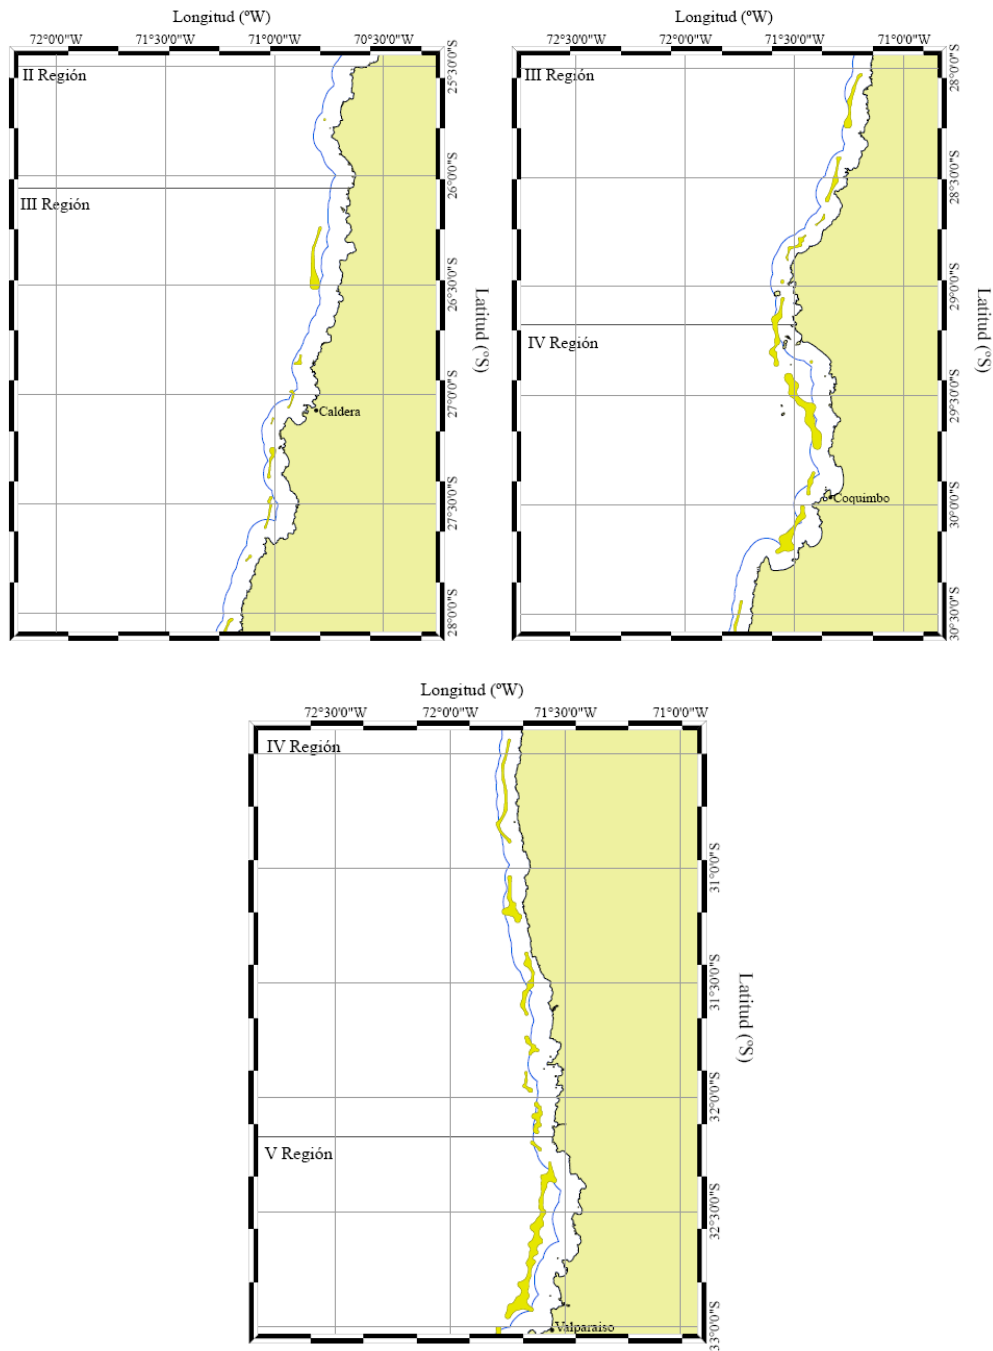 Longitud (ºW)
72°0'0"W 71°30'0"W 71°0'0"W 70°30'0"W
II Región
III Región
Caldera
25°30'0"S
26°0'0"S
26°30'0"S
27°0'0"S
27°30'0"S
28°0'0"S
Latitud (ºS)
Longitud (ºW)
72°30'0"W 72°0'0"W 71°30'0"W 71°0'0"W
III Región
IV Región
Coquimbo
28°0'0"S
28°30'0"S
29°0'0"S
29°30'0"S
30°0'0"S
30°30'0"S
Latitud (ºS)
Longitud (ºW)
72°30'0"W 72°0'0"W 71°30'0"W 71°0'0"W
IV Región
V Región
Valparaiso
31°0'0"S
31°30'0"S
32°0'0"S
32°30'0"S
33°0'0"S
Latitud (ºS)